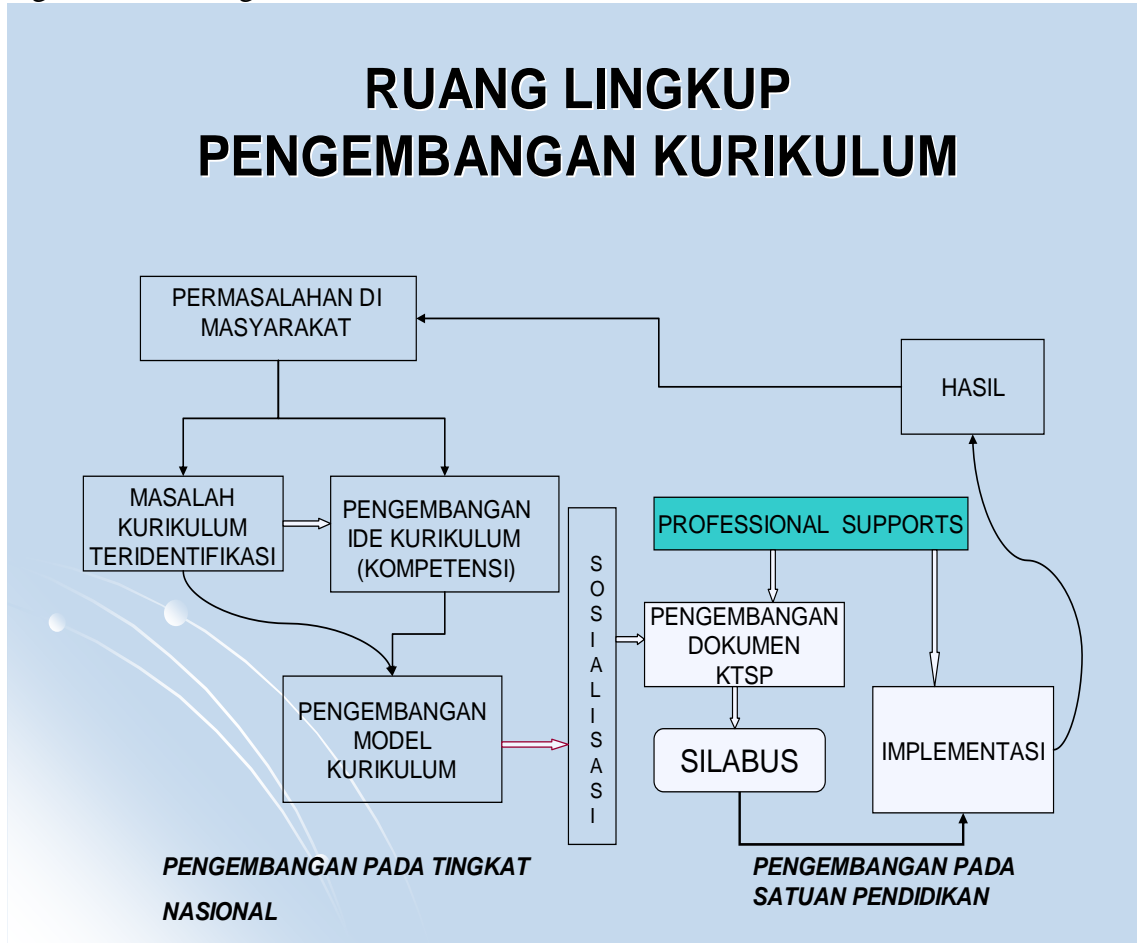 RUANG LINGKUP
PENGEMBANGAN KURIKULUM
PERMASALAHAN DI
MASYARAKAT
HASIL
MASALAH
KURIKULUM
TERIDENTIFIKASI
PENGEMBANGAN
IDE KURIKULUM
(KOMPETENSI)
PENGEMBANGAN
MODEL
KURIKULUM
S
O
S
I
A
L
I
S
A
S
I
PROFESSIONAL SUPPORTS
PENGEMBANGAN
DOKUMEN
KTSP
SILABUS
IMPLEMENTASI
PENGEMBANGAN PADA TINGKAT
NASIONAL
PENGEMBANGAN PADA
SATUAN PENDIDIKAN